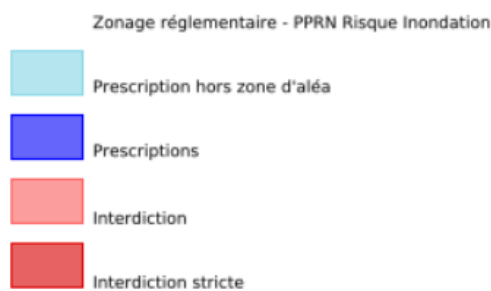 Zonage réglementaire - PPRN Risque Inondation
Prescription hors zone d'aléa
Prescriptions
Interdiction
Interdiction stricte